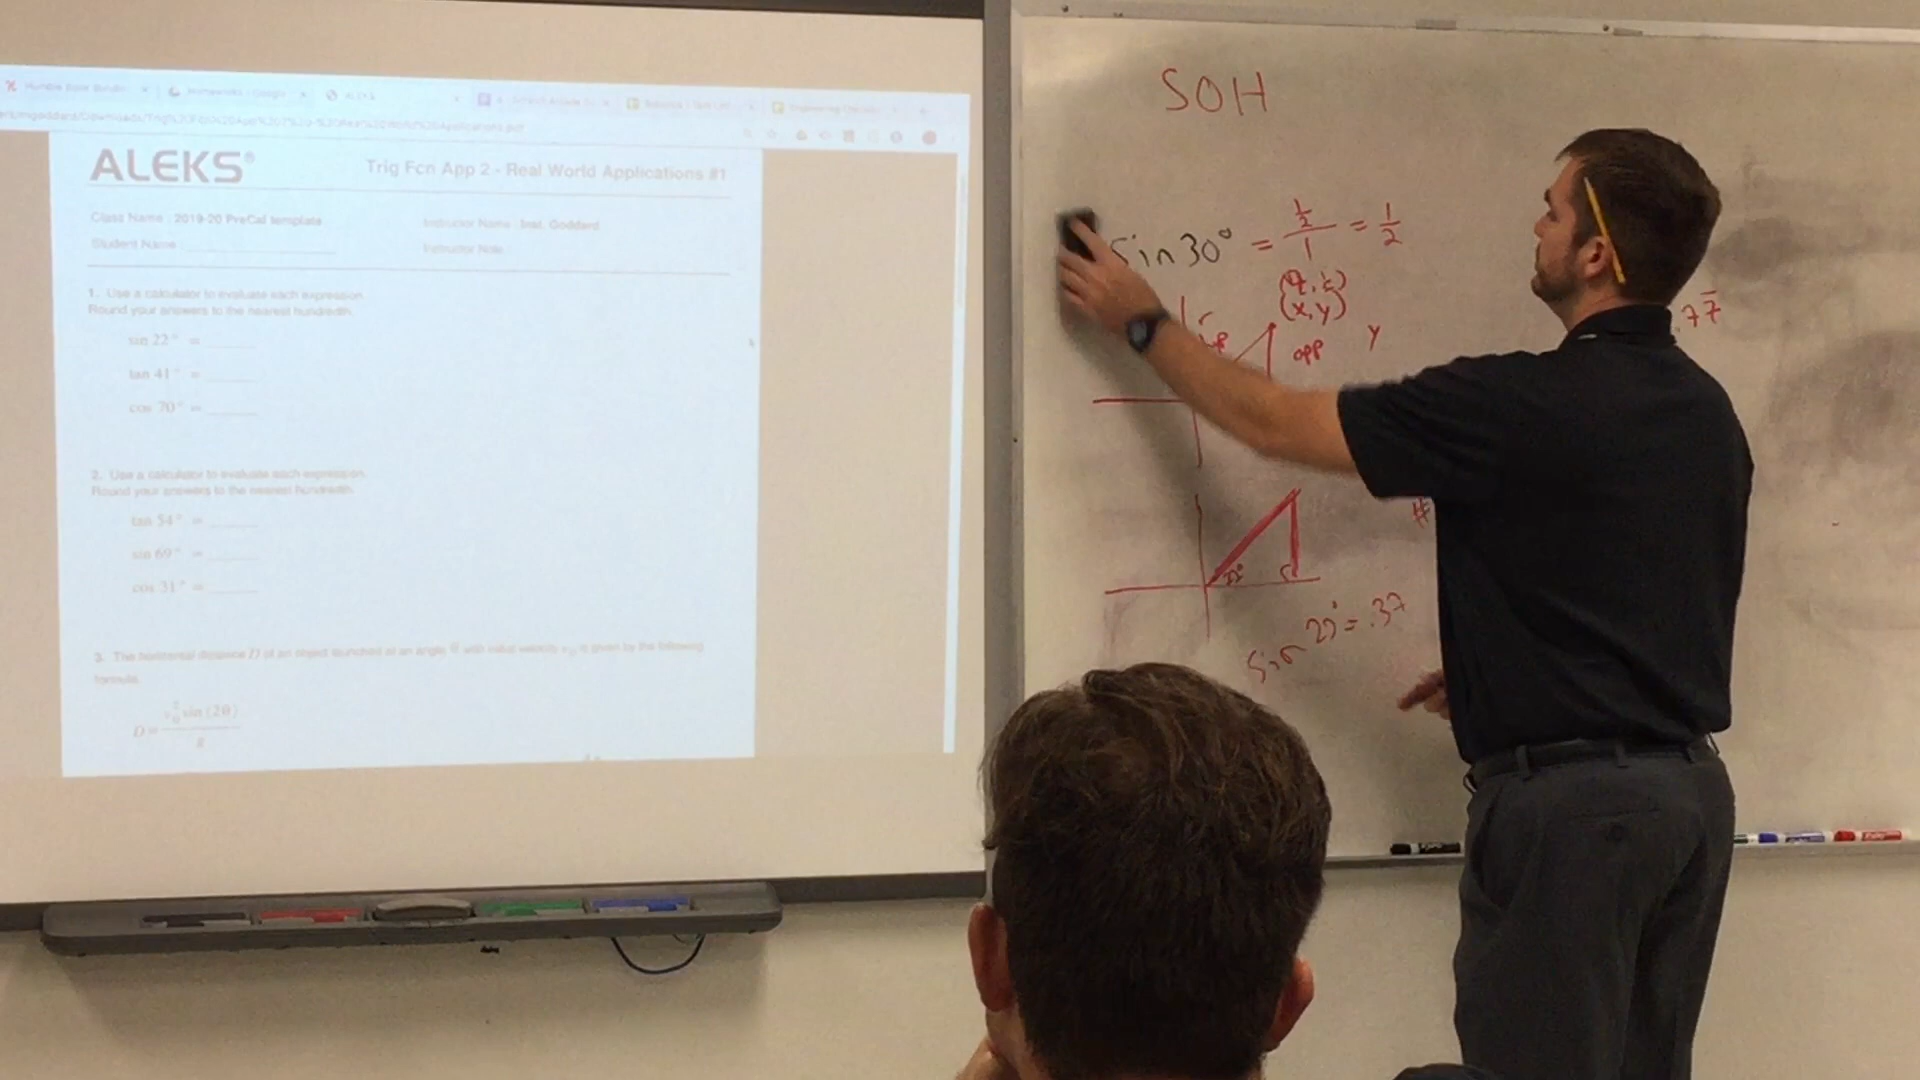 ALEKS®
Trig Fcn App 2 - Real World Applications #1
Class Name : 2019-20 PreCal template
Instructor Name : Inst. Goddard
Student Name :
Instructor Note :
1. Use a calculator to evaluate each expression.
Round your answers to the nearest hundredth.
sin 22° =
tan 41° =
cos 70° =
2. Use a calculator to evaluate each expression.
Round your answers to the nearest hundredth.
tan 54° =
sin 69° =
cos 31° =
3. The horizontal distance D of an object launched at an angle θ with initial velocity v₀ is given by the following
formula.
D = v₀² sin (2θ) / g
SOH
Sin 30° = ½ / 1 = 1/2
(x, y)
opp
y
.77
22°
#
Sin 22° = .37